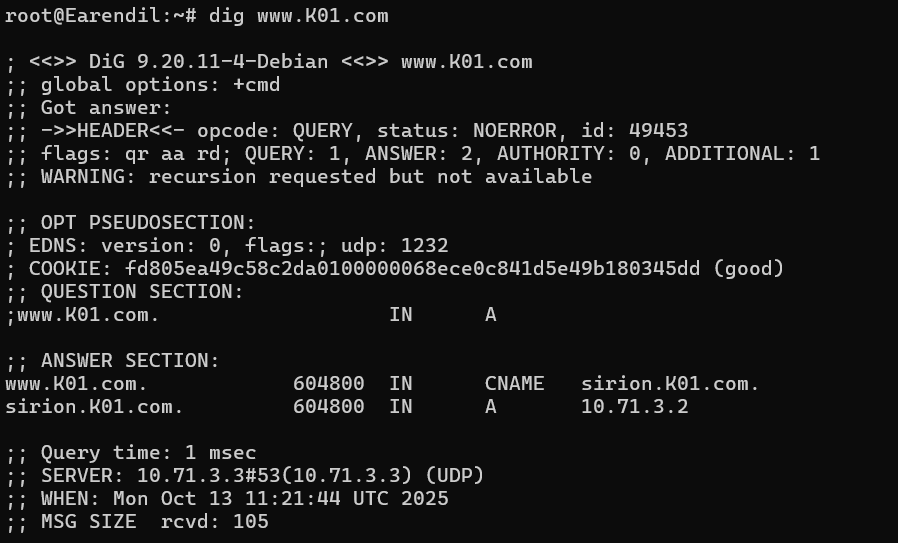 root@Earendil:~# dig www.K01.com

; <<>> DiG 9.20.11-4-Debian <<>> www.K01.com
;; global options: +cmd
;; Got answer:
;; ->>HEADER<<- opcode: QUERY, status: NOERROR, id: 49453
;; flags: qr aa rd; QUERY: 1, ANSWER: 2, AUTHORITY: 0, ADDITIONAL: 1
;; WARNING: recursion requested but not available

;; OPT PSEUDOSECTION:
; EDNS: version: 0, flags:; udp: 1232
; COOKIE: fd805ea49c58c2da0100000068ece0c841d5e49b180345dd (good)
;; QUESTION SECTION:
;www.K01.com.                   IN      A

;; ANSWER SECTION:
www.K01.com.            604800  IN      CNAME   sirion.K01.com.
sirion.K01.com.         604800  IN      A       10.71.3.2

;; Query time: 1 msec
;; SERVER: 10.71.3.3#53(10.71.3.3) (UDP)
;; WHEN: Mon Oct 13 11:21:44 UTC 2025
;; MSG SIZE  rcvd: 105